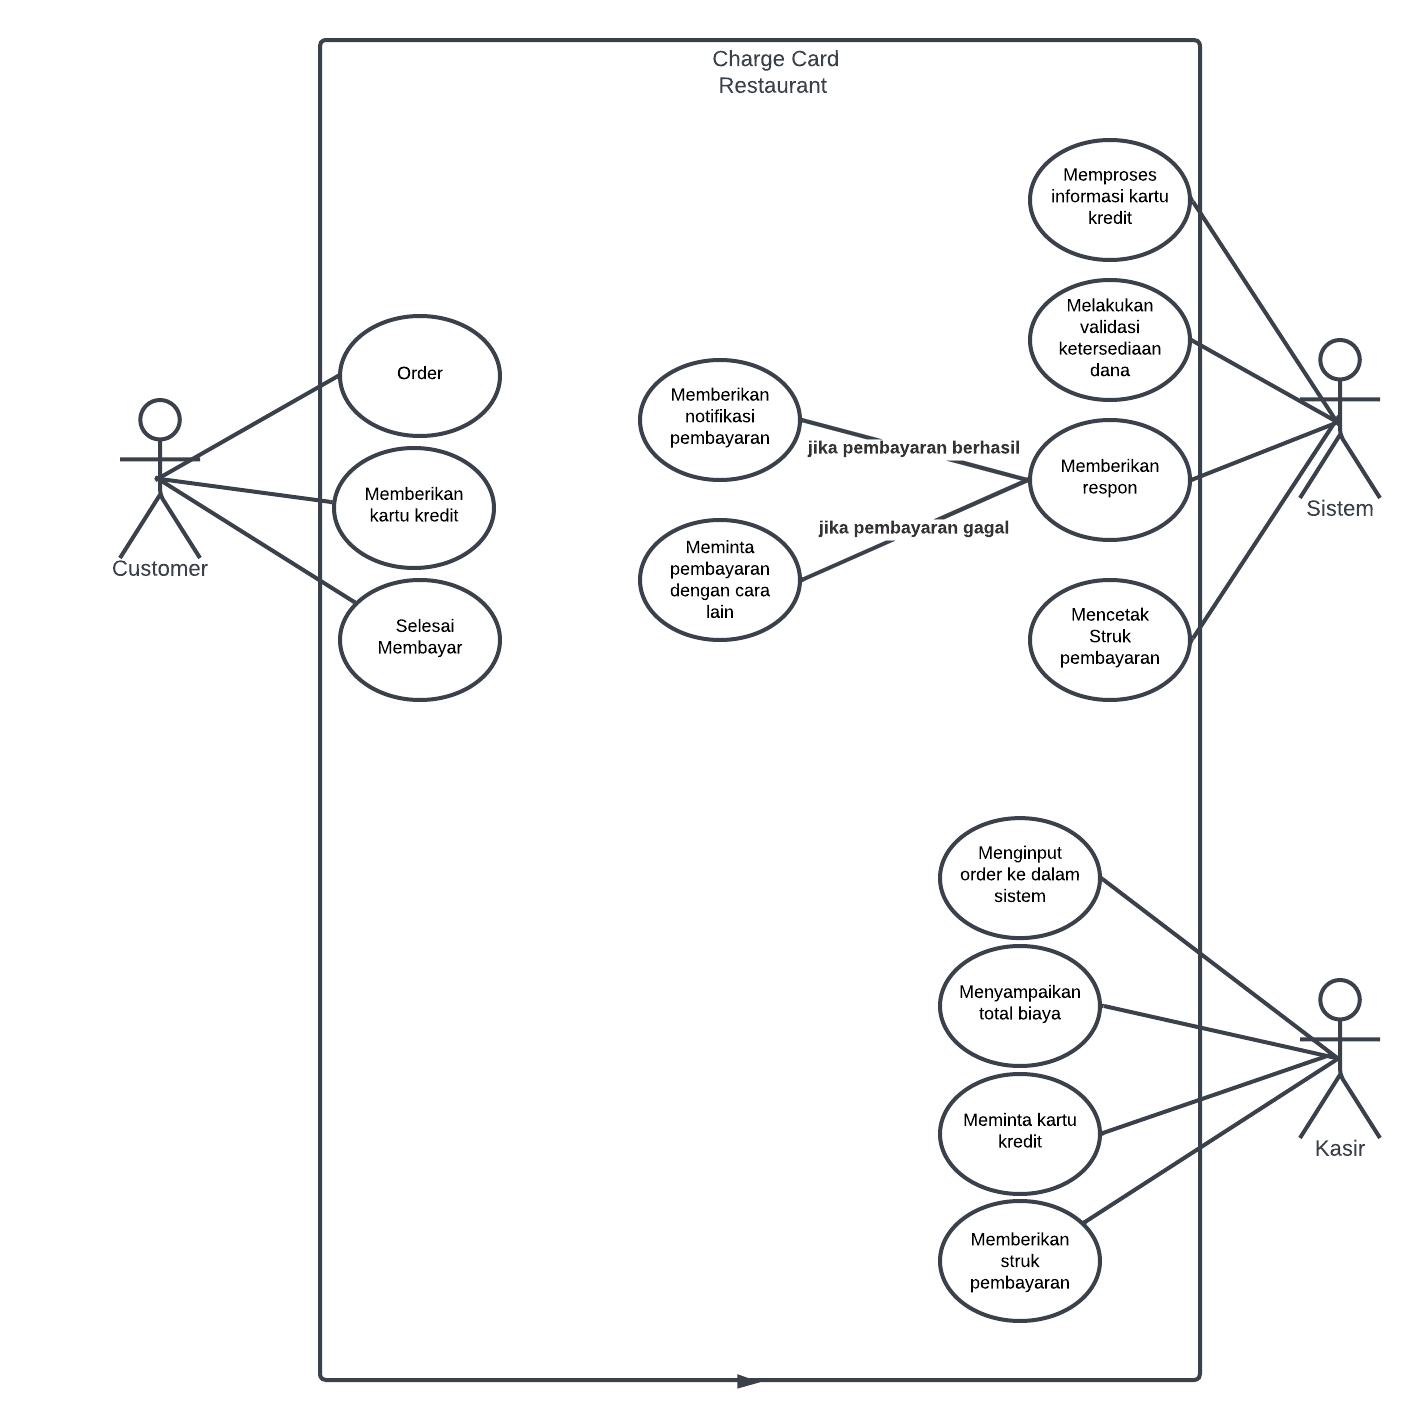 Charge Card
Restaurant
Memproses
informasi kartu
kredit
Melakukan
validasi
ketersediaan
dana
Order
Memberikan
notifikasi
pembayaran
jika pembayaran berhasil
Memberikan
respon
Sistem
Memberikan
kartu kredit
jika pembayaran gagal
Meminta
pembayaran
dengan cara
lain
Customer
Selesai
Membayar
Mencetak
Struk
pembayaran
Menginput
order ke dalam
sistem
Menyampaikan
total biaya
Meminta kartu
kredit
Kasir
Memberikan
struk
pembayaran